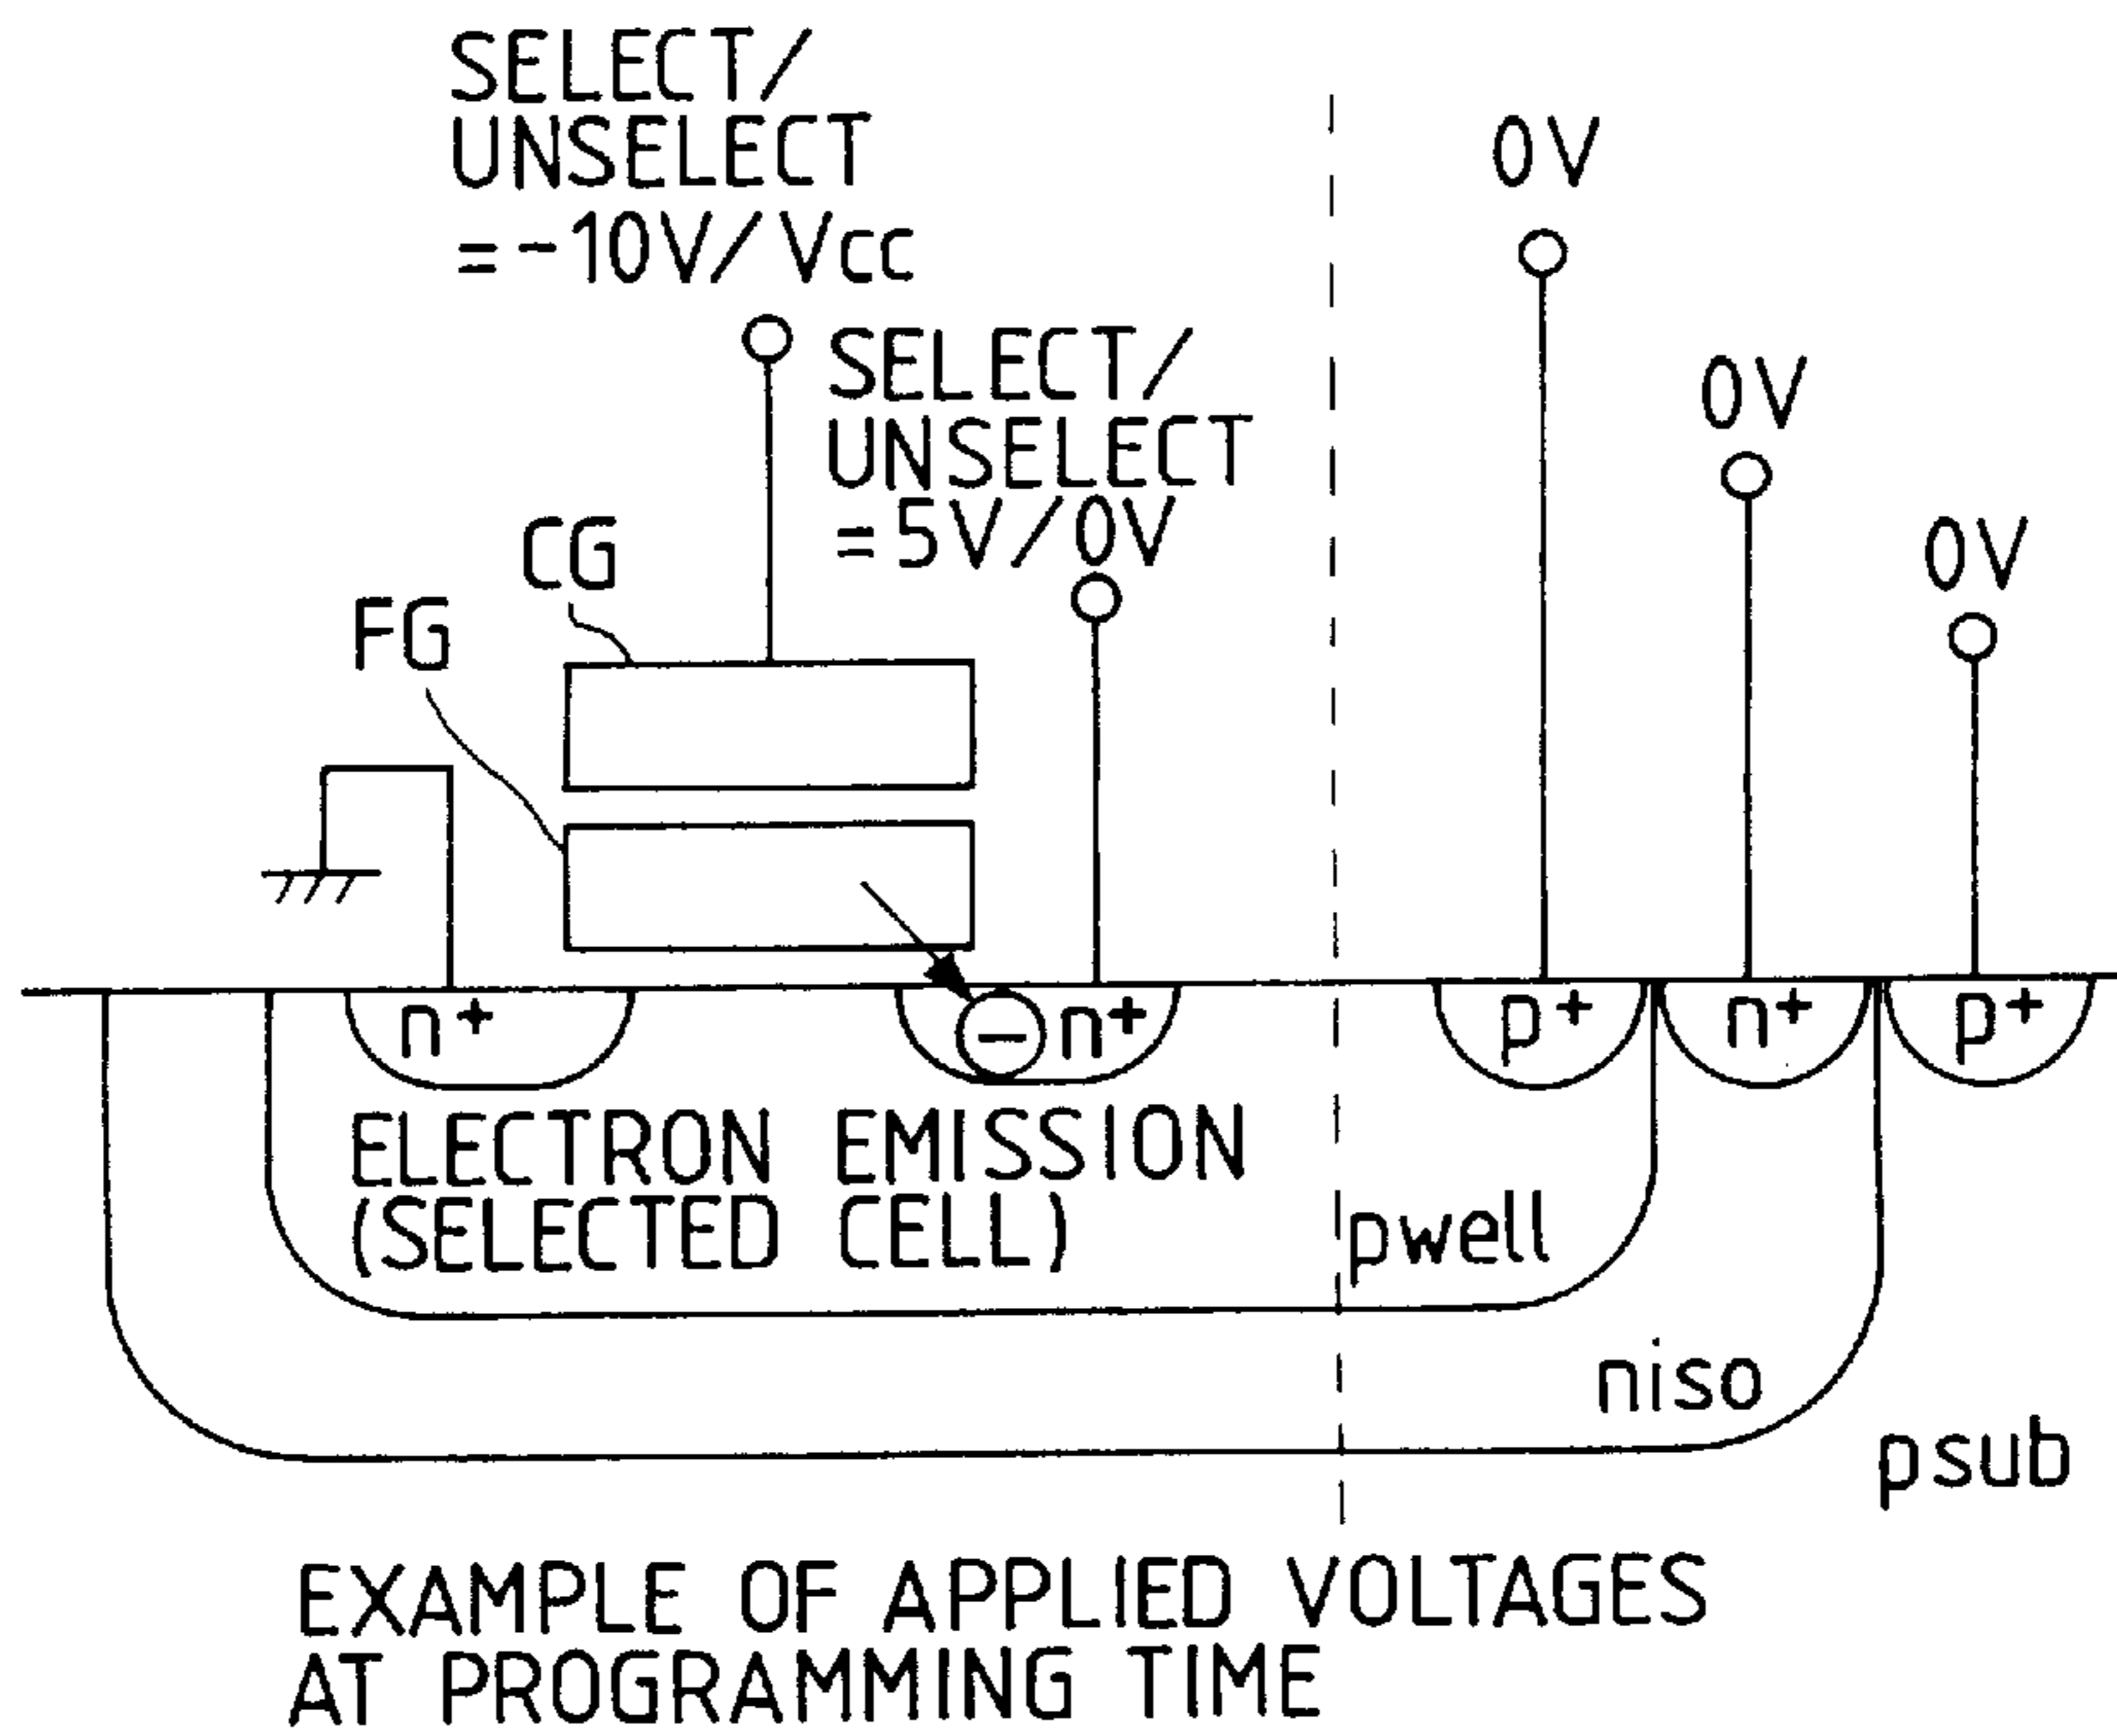 SELECT/
UNSELECT
=-10V/Vcc
SELECT/
UNSELECT
=5V/0V
0V
0V
0V
CG
FG
n+
− n+
p+
n+
p+
ELECTRON EMISSION
(SELECTED CELL)
pwell
niso
psub
EXAMPLE OF APPLIED VOLTAGES
AT PROGRAMMING TIME